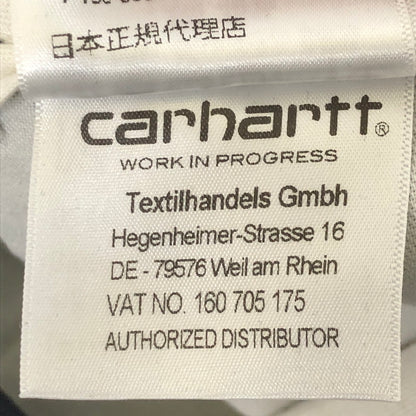 日本正規代理店
carhartt®
WORK IN PROGRESS
Textilhandels Gmbh
Hegenheimer-Strasse 16
DE - 79576 Weil am Rhein
VAT NO. 160 705 175
AUTHORIZED DISTRIBUTOR